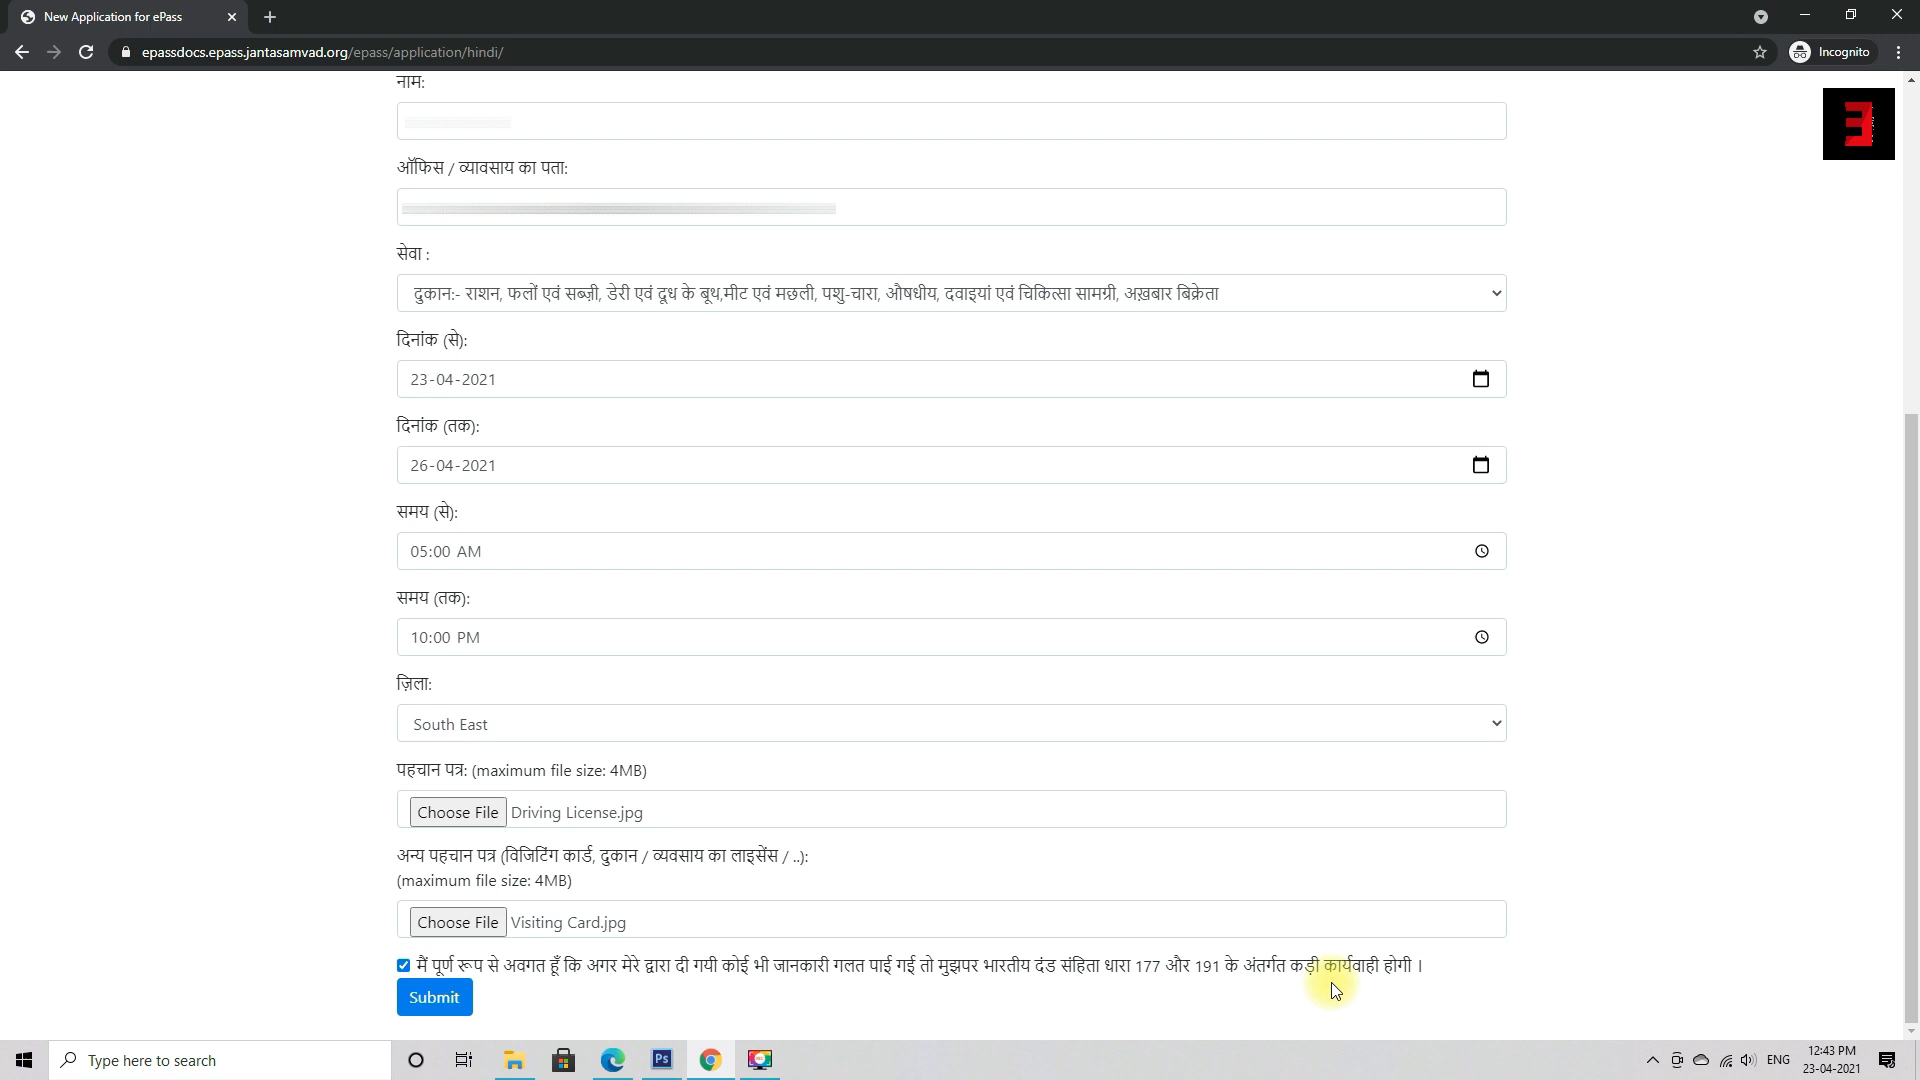 New Application for ePass
epassdocs.epass.jantasamvad.org/epass/application/hindi/
Incognito
नाम:
ऑफिस / व्यावसाय का पता:
सेवा :
दुकानः- राशन, फलों एवं सब्ज़ी, डेरी एवं दूध के बूथ,मीट एवं मछली, पशु-चारा, औषधीय, दवाइयां एवं चिकित्सा सामग्री, अख़बार बिक्रेता
दिनांक (से):
23-04-2021
दिनांक (तक):
26-04-2021
समय (से):
05:00 AM
समय (तक):
10:00 PM
ज़िला:
South East
पहचान पत्र: (maximum file size: 4MB)
Choose File Driving License.jpg
अन्य पहचान पत्र (विजिटिंग कार्ड, दुकान / व्यवसाय का लाइसेंस / ..):
(maximum file size: 4MB)
Choose File Visiting Card.jpg
मैं पूर्ण रूप से अवगत हूँ कि अगर मेरे द्वारा दी गयी कोई भी जानकारी गलत पाई गई तो मुझपर भारतीय दंड संहिता धारा 177 और 191 के अंतर्गत कड़ी कार्यवाही होगी ।
Submit
Type here to search
Ps
ENG
12:43 PM
23-04-2021